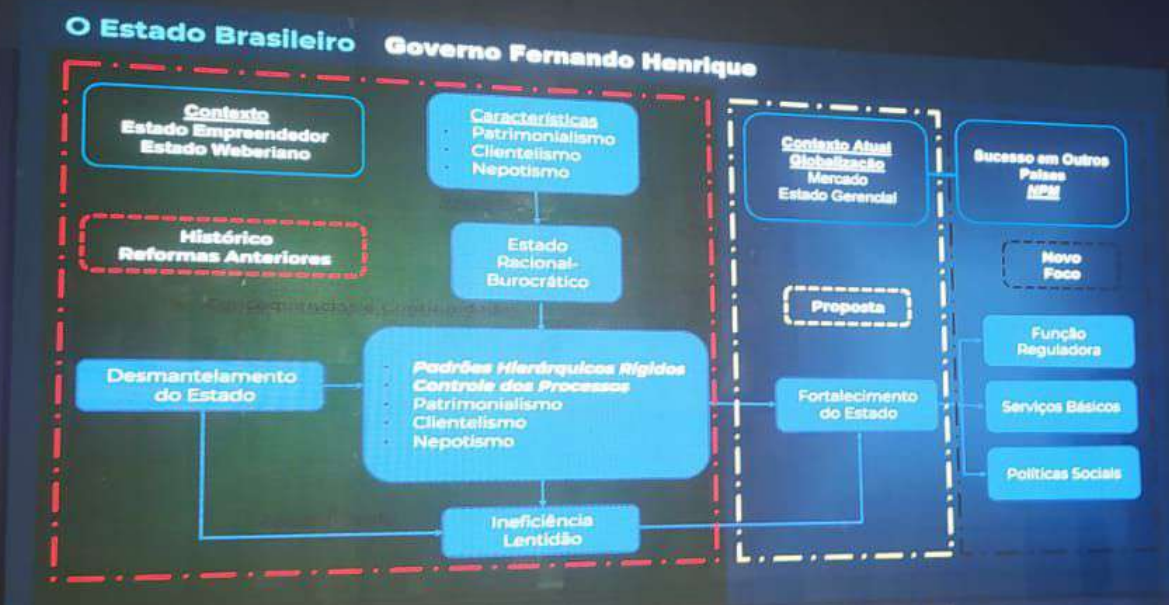 O Estado Brasileiro Governo Fernando Henrique
Contexto
Estado Empreendedor
Estado Weberiano
Características
· Patrimonialismo
· Clientelismo
· Nepotismo
Histórico
Reformas Anteriores
Estado
Racional-
Burocrático
Desmantelamento
do Estado
· Padrões Hierárquicos Rígidos
· Controle dos Processos
· Patrimonialismo
· Clientelismo
· Nepotismo
Ineficiência
Lentidão
Contexto Atual
Globalização
Mercado
Estado Gerencial
Proposta
Fortalecimento
do Estado
Sucesso em Outros
Países
NPM
Novo
Foco
Função
Reguladora
Serviços Básicos
Políticas Sociais